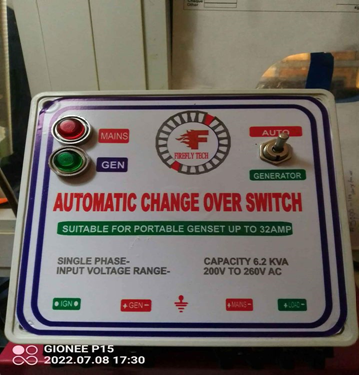 MAINS
GEN
FIREFLY TECH
AUTO
GENERATOR
AUTOMATIC CHANGE OVER SWITCH
SUITABLE FOR PORTABLE GENSET UP TO 32AMP
SINGLE PHASE- CAPACITY 6.2 KVA
INPUT VOLTAGE RANGE- 200V TO 260V AC
IGN + GEN - + MAINS -
GIONEE P15
2022.07.08 17:30